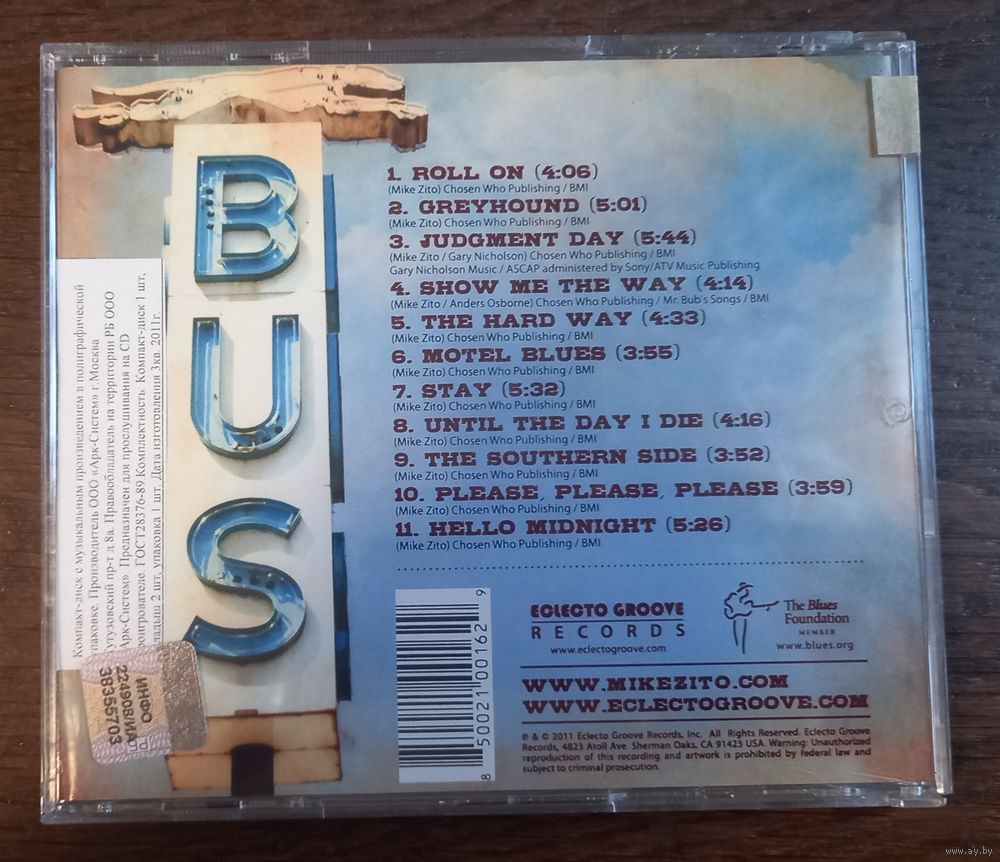 BUS
1. ROLL ON (4:06)
(Mike Zito) Chosen Who Publishing / BMI
2. GREYHOUND (5:01)
(Mike Zito) Chosen Who Publishing / BMI
3. JUDGMENT DAY (5:44)
(Mike Zito / Gary Nicholson) Chosen Who Publishing / BMI
Gary Nicholson Music / ASCAP administered by Sony/ATV Music Publishing
4. SHOW ME THE WAY (4:14)
(Mike Zito / Anders Osborne) Chosen Who Publishing / Mr. Bub's Songs / BMI
5. THE HARD WAY (4:33)
(Mike Zito) Chosen Who Publishing / BMI
6. MOTEL BLUES (3:55)
(Mike Zito) Chosen Who Publishing / BMI
7. STAY (5:32)
(Mike Zito) Chosen Who Publishing / BMI
8. UNTIL THE DAY I DIE (4:16)
(Mike Zito) Chosen Who Publishing / BMI
9. THE SOUTHERN SIDE (3:52)
(Mike Zito) Chosen Who Publishing / BMI
10. PLEASE, PLEASE, PLEASE (3:59)
(Mike Zito) Chosen Who Publishing / BMI
11. HELLO MIDNIGHT (5:26)
(Mike Zito) Chosen Who Publishing / BMI
Компакт-диск с музыкальным произведением в полиграфической
упаковке. Производитель ООО «Арк-Систем» г.Москва
утузовский пр-т д 8а. Правообладатель на территории РБ ООО
Арк-Систем». Предназначен для прослушивания на CD
роигрователе. ГОСТ28376-89.Комплектность: Компакт-диск 1 шт,
ладыш 2 шт, упаковка 1 шт. Дата изготовления 3кв. 2011г.
ИНФО
224908/ИД
38355703
8 50021 00162 9
ECLECTO GROOVE
RECORDS
www.eclectogroove.com
The Blues
Foundation
MEMBER
www.blues.org
WWW.MIKEZITO.COM
WWW.ECLECTOGROOVE.COM
℗ & © 2011 Eclecto Groove Records, Inc. All Rights Reserved. Eclecto Groove
Records, 4823 Atoll Ave. Sherman Oaks, CA 91423 USA. Warning: Unauthorized
reproduction of this recording and artwork is prohibited by federal law and
subject to criminal prosecution.
www.ay.by